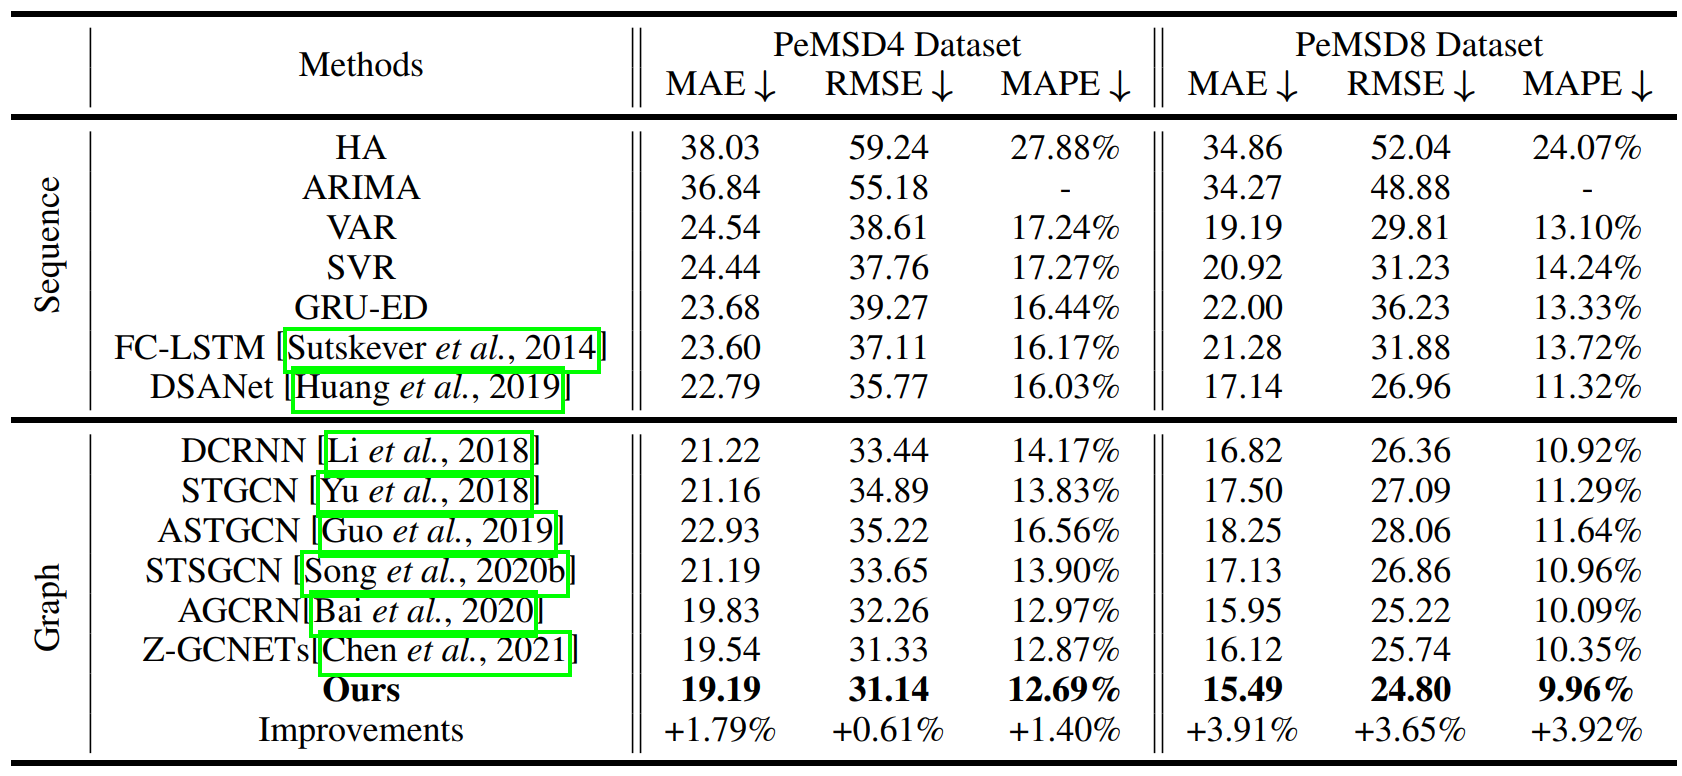 Methods PeMSD4 Dataset PeMSD8 Dataset
MAE ↓ RMSE ↓ MAPE ↓ MAE ↓ RMSE ↓ MAPE ↓
Sequence
HA 38.03 59.24 27.88% 34.86 52.04 24.07%
ARIMA 36.84 55.18 - 34.27 48.88 -
VAR 24.54 38.61 17.24% 19.19 29.81 13.10%
SVR 24.44 37.76 17.27% 20.92 31.23 14.24%
GRU-ED 23.68 39.27 16.44% 22.00 36.23 13.33%
FC-LSTM [Sutskever et al., 2014] 23.60 37.11 16.17% 21.28 31.88 13.72%
DSANet [Huang et al., 2019] 22.79 35.77 16.03% 17.14 26.96 11.32%
Graph
DCRNN [Li et al., 2018] 21.22 33.44 14.17% 16.82 26.36 10.92%
STGCN [Yu et al., 2018] 21.16 34.89 13.83% 17.50 27.09 11.29%
ASTGCN [Guo et al., 2019] 22.93 35.22 16.56% 18.25 28.06 11.64%
STSGCN [Song et al., 2020b] 21.19 33.65 13.90% 17.13 26.86 10.96%
AGCRN[Bai et al., 2020] 19.83 32.26 12.97% 15.95 25.22 10.09%
Z-GCNETs[Chen et al., 2021] 19.54 31.33 12.87% 16.12 25.74 10.35%
Ours 19.19 31.14 12.69% 15.49 24.80 9.96%
Improvements +1.79% +0.61% +1.40% +3.91% +3.65% +3.92%